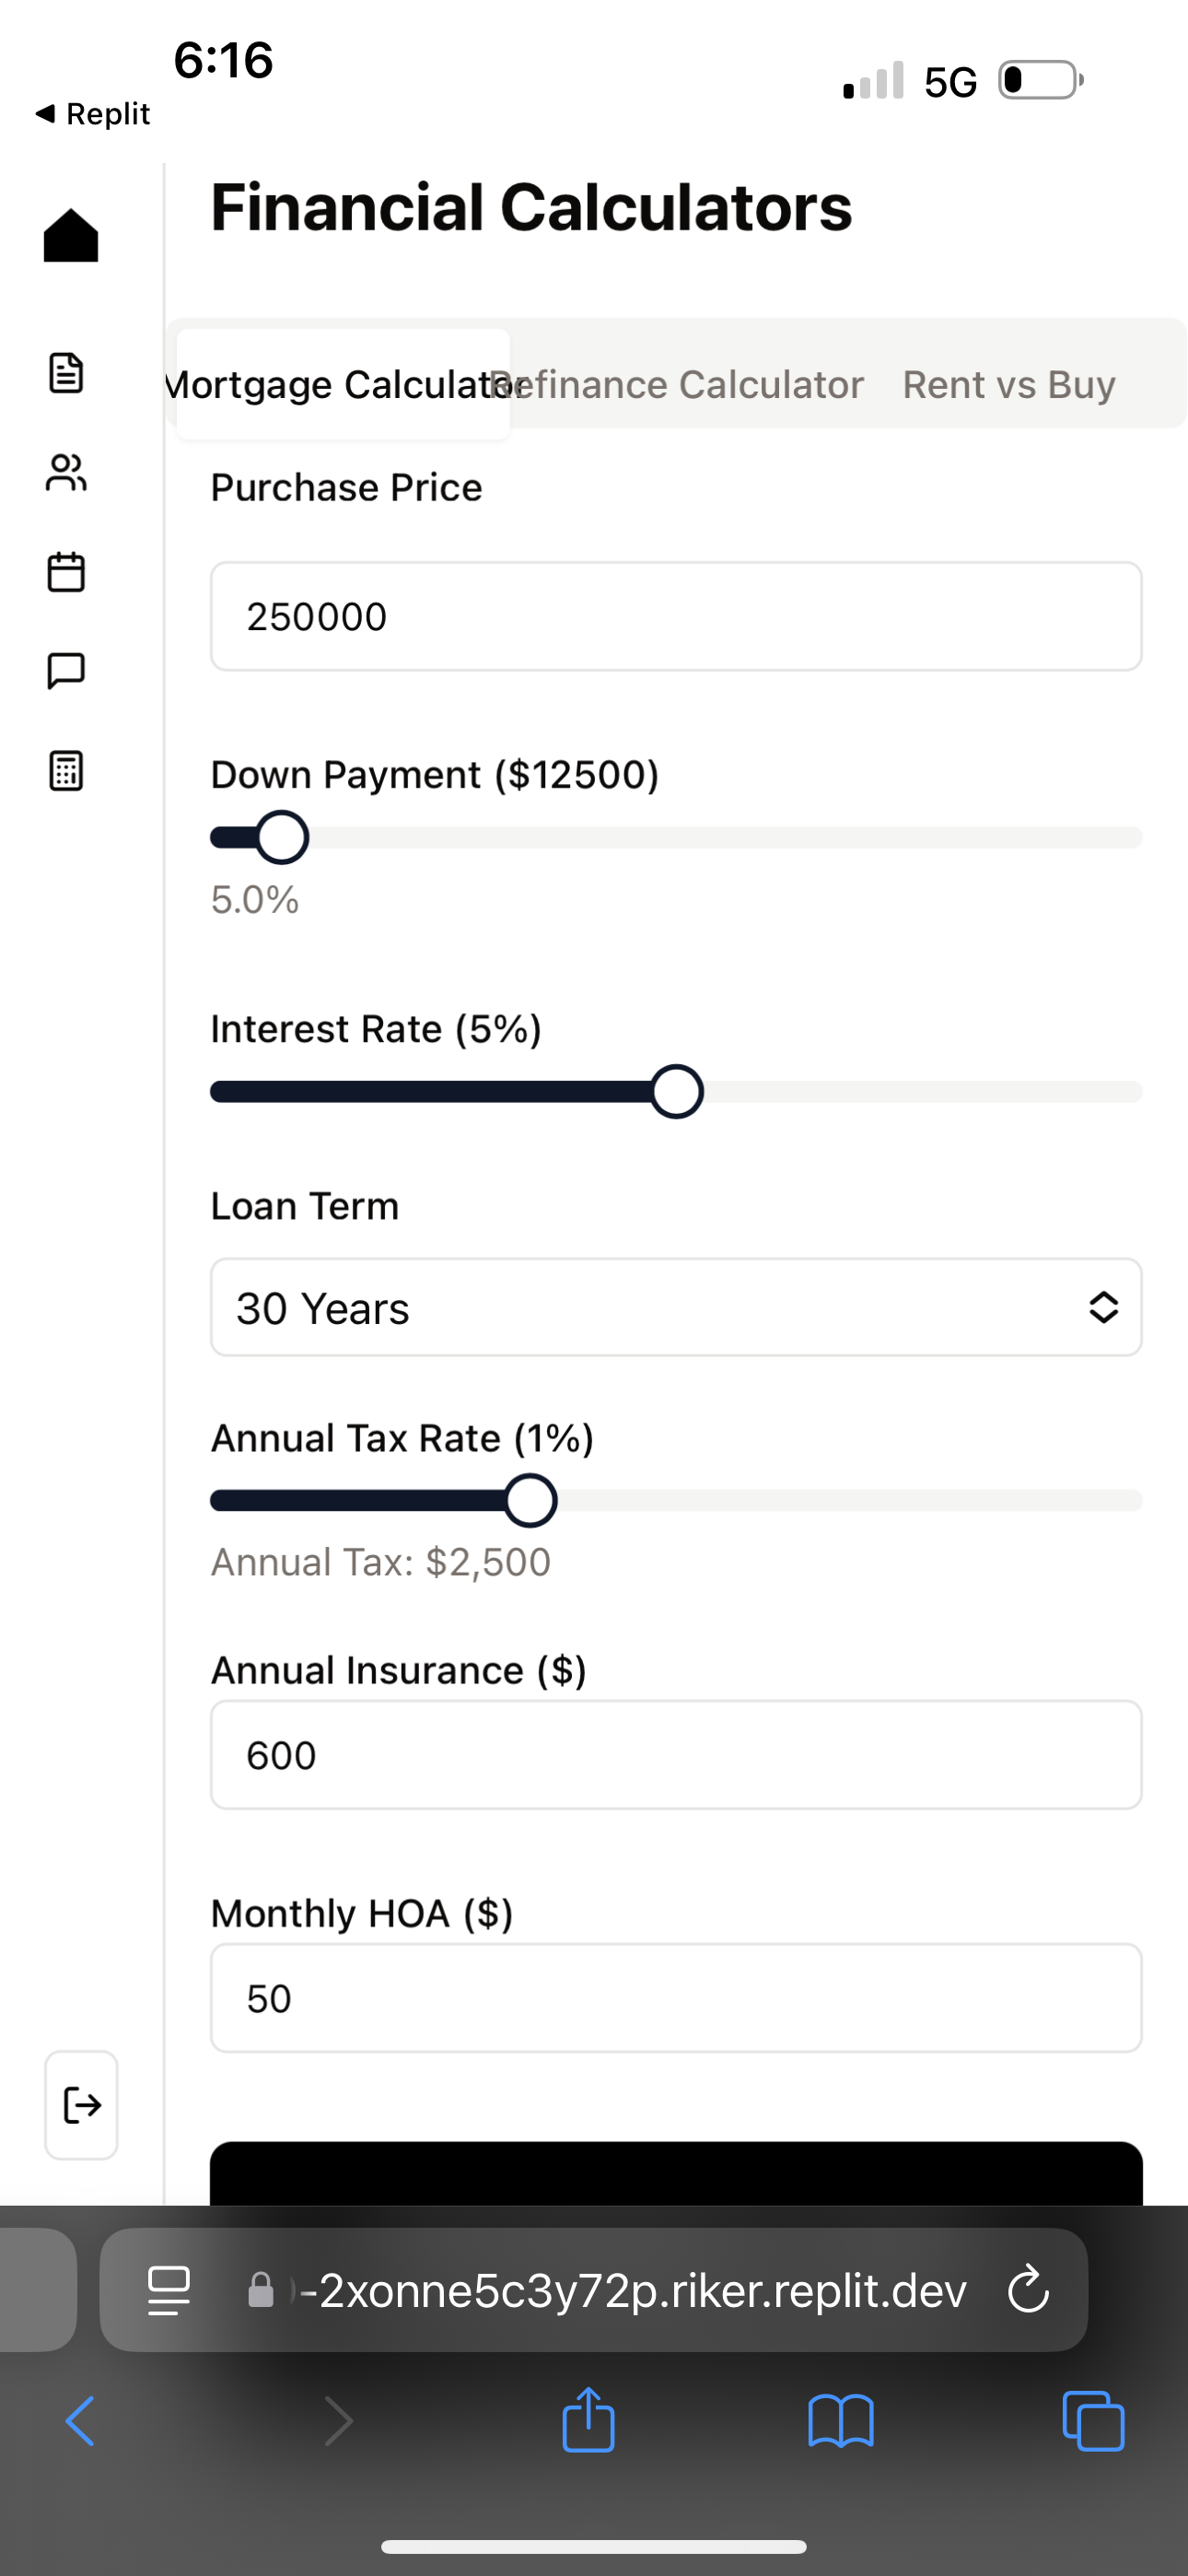 6:16
5G
◀ Replit
Financial Calculators
Mortgage Calculator Refinance Calculator Rent vs Buy
Purchase Price
250000
Down Payment ($12500)
5.0%
Interest Rate (5%)
Loan Term
30 Years
Annual Tax Rate (1%)
Annual Tax: $2,500
Annual Insurance ($)
600
Monthly HOA ($)
50
-2xonne5c3y72p.riker.replit.dev